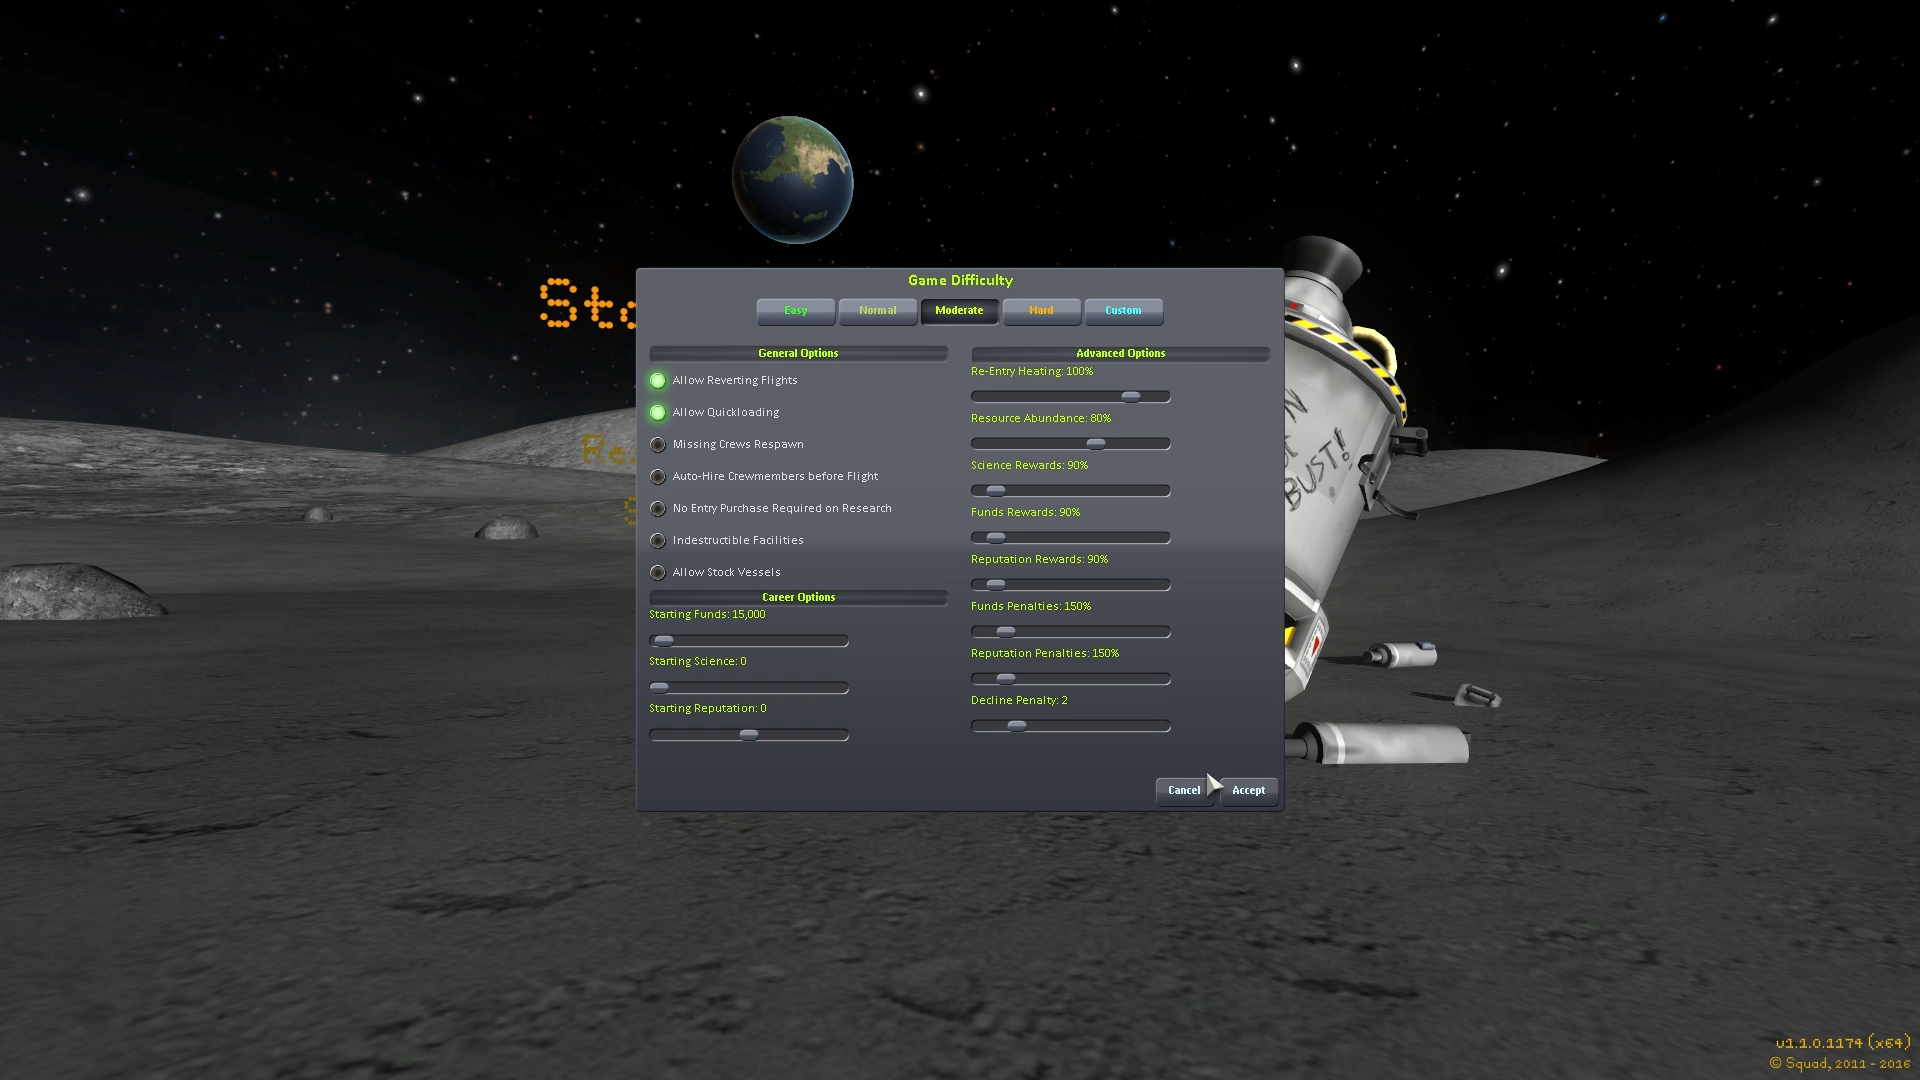 Game Difficulty
Easy Normal Moderate Hard Custom
General Options
Allow Reverting Flights
Allow Quickloading
Missing Crews Respawn
Auto-Hire Crewmembers before Flight
No Entry Purchase Required on Research
Indestructible Facilities
Allow Stock Vessels
Career Options
Starting Funds: 15,000
Starting Science: 0
Starting Reputation: 0
Advanced Options
Re-Entry Heating: 100%
Resource Abundance: 80%
Science Rewards: 90%
Funds Rewards: 90%
Reputation Rewards: 90%
Funds Penalties: 150%
Reputation Penalties: 150%
Decline Penalty: 2
Cancel Accept
BUST!
v1.1.0.1174 (x64)
© Squad, 2011 - 2016